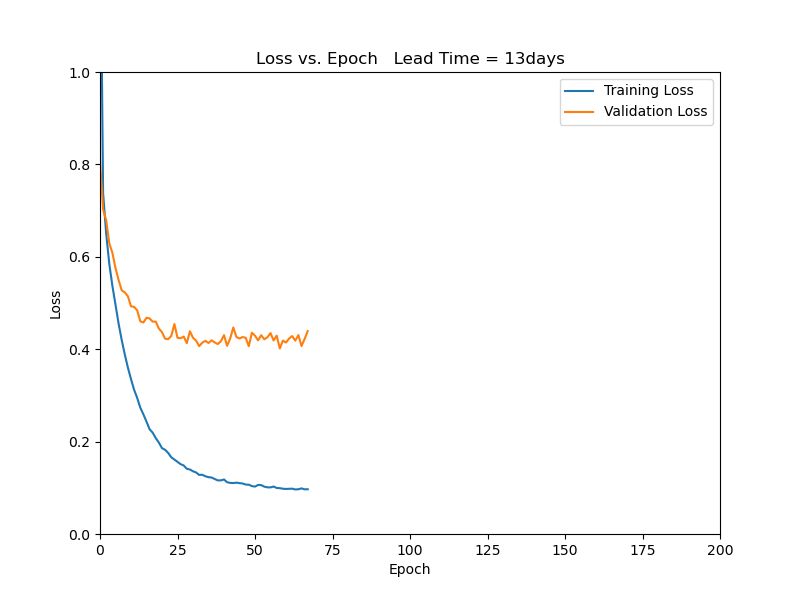 Loss vs. Epoch   Lead Time = 13days
Training Loss
Validation Loss
1.0
0.8
0.6
0.4
0.2
0.0
Loss
0 25 50 75 100 125 150 175 200
Epoch